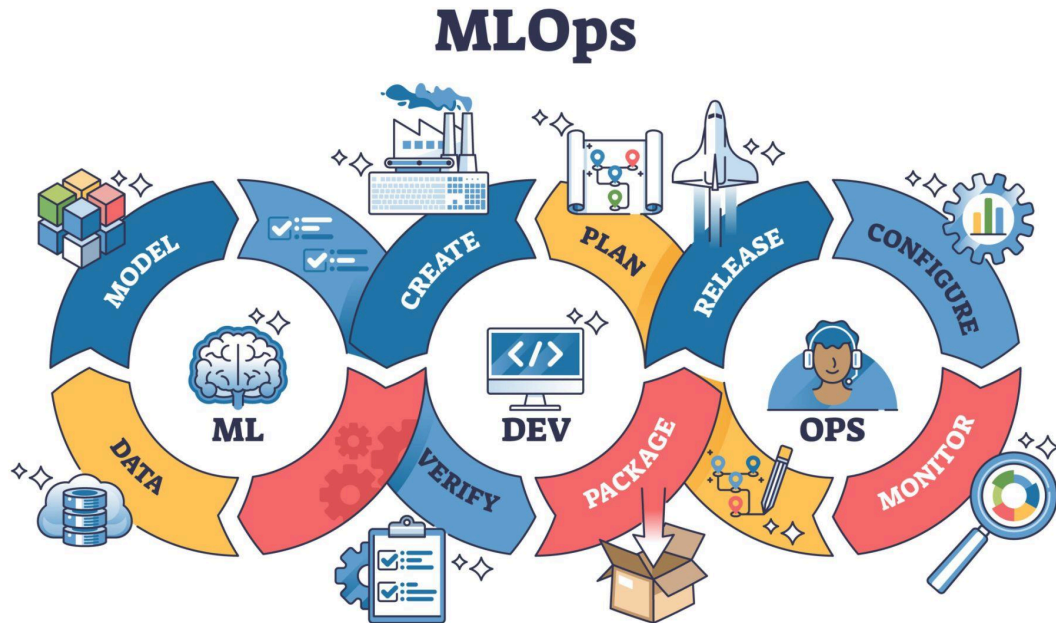 MLOps
MODEL
CREATE
PLAN
RELEASE
CONFIGURE
ML
</>
DEV
OPS
DATA
VERIFY
PACKAGE
MONITOR